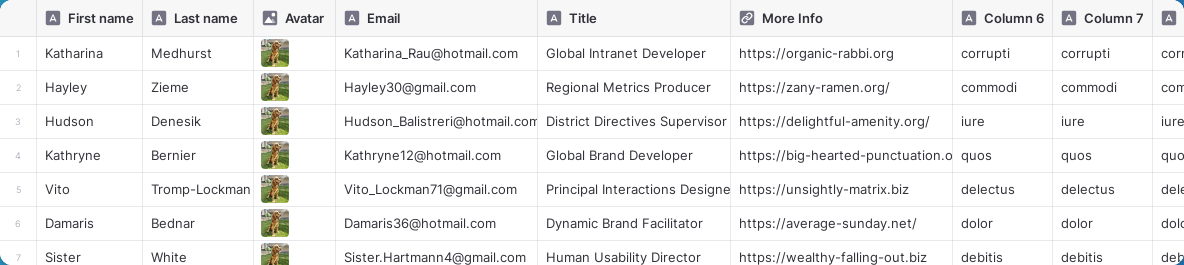 First name Last name Avatar Email Title More Info Column 6 Column 7
1 Katharina Medhurst Katharina_Rau@hotmail.com Global Intranet Developer https://organic-rabbi.org corrupti corrupti corr
2 Hayley Zieme Hayley30@gmail.com Regional Metrics Producer https://zany-ramen.org/ commodi commodi com
3 Hudson Denesik Hudson_Balistreri@hotmail.com District Directives Supervisor https://delightful-amenity.org/ iure iure iure
4 Kathryne Bernier Kathryne12@hotmail.com Global Brand Developer https://big-hearted-punctuation.o quos quos quo
5 Vito Tromp-Lockman Vito_Lockman71@gmail.com Principal Interactions Designe https://unsightly-matrix.biz delectus delectus dele
6 Damaris Bednar Damaris36@hotmail.com Dynamic Brand Facilitator https://average-sunday.net/ dolor dolor dolo
7 Sister White Sister.Hartmann4@gmail.com Human Usability Director https://wealthy-falling-out.biz debitis debitis deb